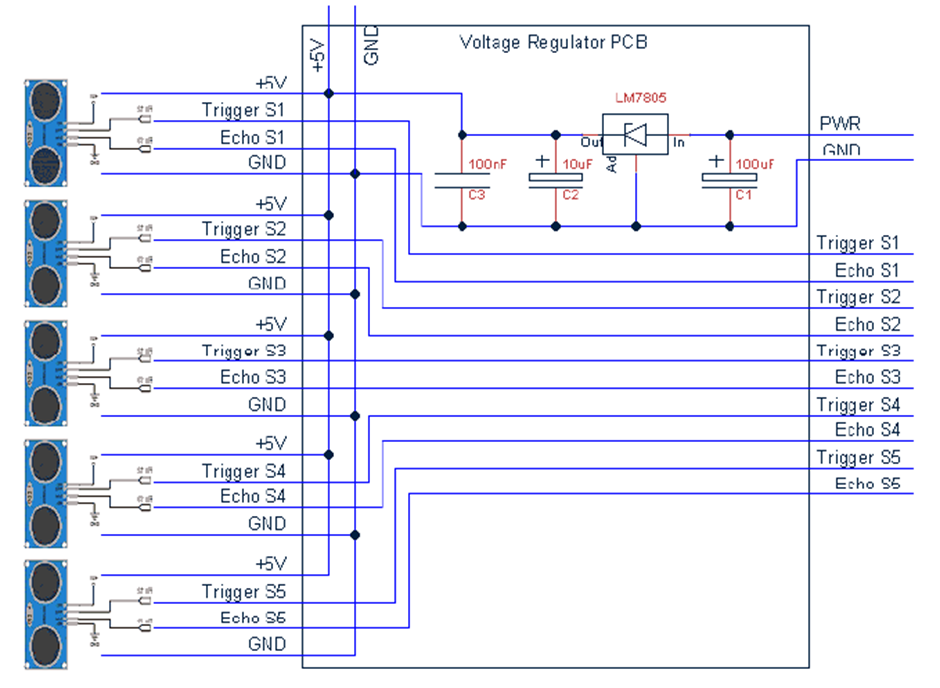 Voltage Regulator PCB
+5V
GND
+5V
Trigger S1
Echo S1
GND
LM7805
Out
In
Ad
100nF
C3
10uF
C2
100uF
C1
PWR
GND
+5V
Trigger S2
Echo S2
GND
+5V
Trigger S3
Echo S3
GND
+5V
Trigger S4
Echo S4
GND
+5V
Trigger S5
Echo S5
GND
Trigger S1
Echo S1
Trigger S2
Echo S2
Trigger S3
Echo S3
Trigger S4
Echo S4
Trigger S5
Echo S5